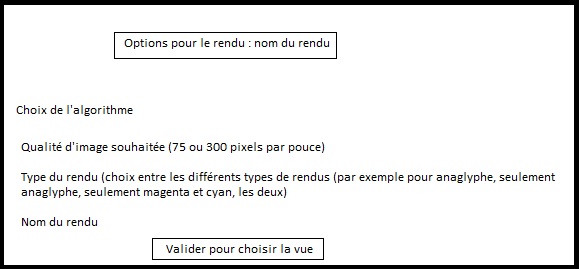 Options pour le rendu : nom du rendu
Choix de l'algorithme
Qualité d'image souhaitée (75 ou 300 pixels par pouce)
Type du rendu (choix entre les différents types de rendus (par exemple pour anaglyphe, seulement
anaglyphe, seulement magenta et cyan, les deux)
Nom du rendu
Valider pour choisir la vue